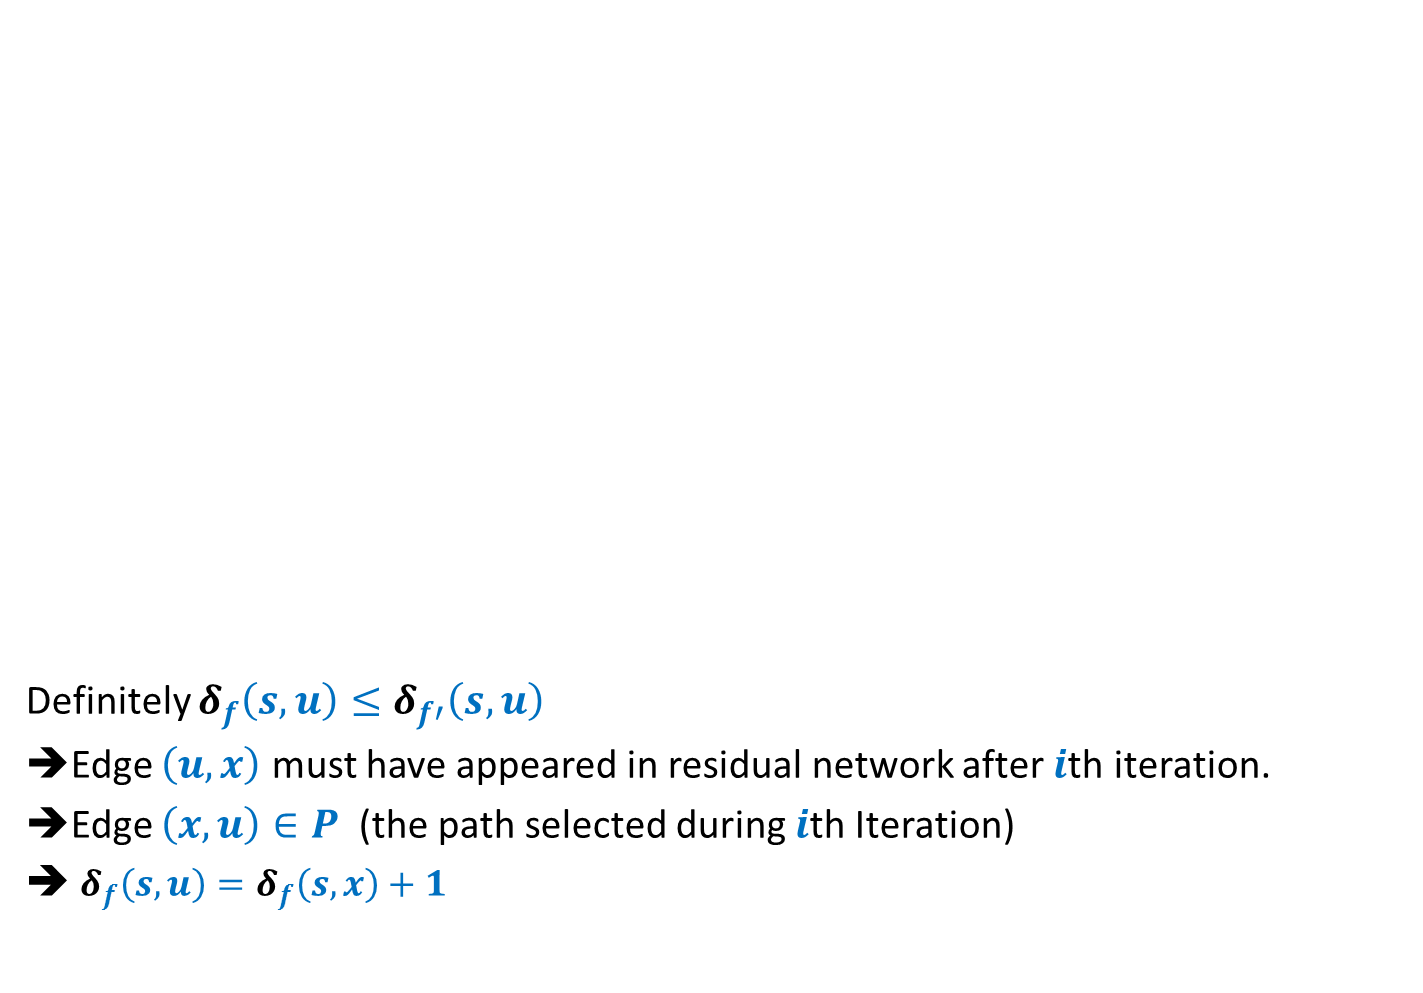 Definitely δ_f(s, u) ≤ δ_f′(s, u)
➔Edge (u, x) must have appeared in residual network after ith iteration.
➔Edge (x, u) ∈ P (the path selected during ith Iteration)
➔ δ_f(s, u) = δ_f(s, x) + 1